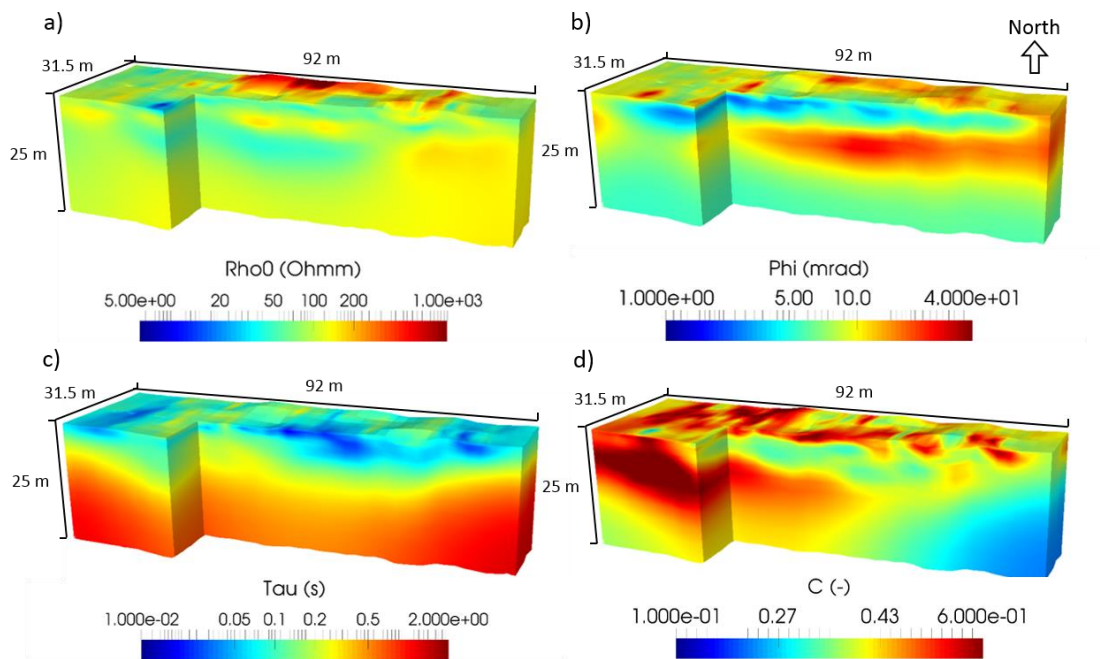 a)
31.5 m
92 m
25 m
Rho0 (Ohmm)
5.00e+00 20 50 100 200 1.00e+03
b)
North
31.5 m
92 m
25 m
Phi (mrad)
1.000e+00 5.00 10.0 4.000e+01
c)
31.5 m
92 m
25 m
Tau (s)
1.000e-02 0.05 0.1 0.2 0.5 2.000e+00
d)
31.5 m
92 m
25 m
C (-)
1.000e-01 0.27 0.43 6.000e-01